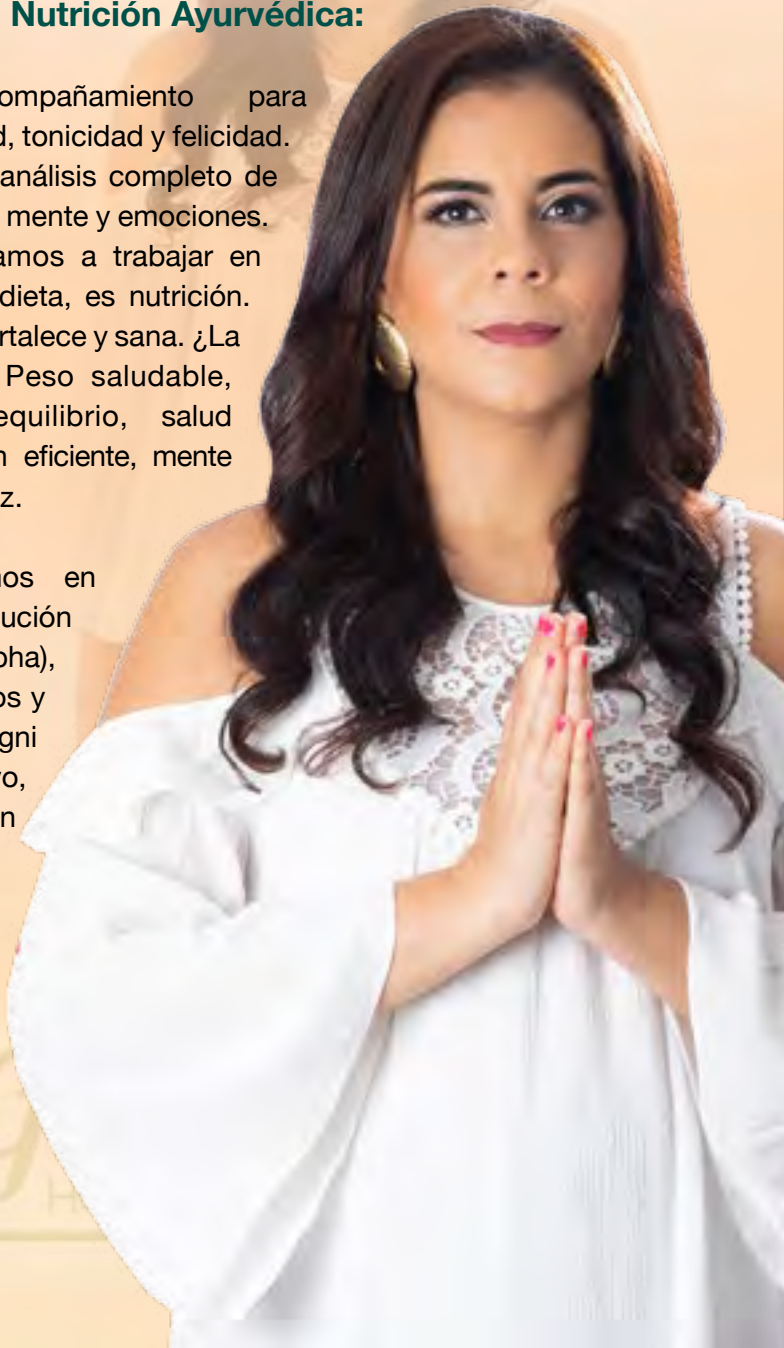 Nutrición Ayurvédica:
ompañamiento para
d, tonicidad y felicidad.
análisis completo de
mente y emociones.
amos a trabajar en
dieta, es nutrición.
rtalece y sana. ¿La
Peso saludable,
equilibrio, salud
n eficiente, mente
z.
nos en
ución
pha),
os y
gni
o,
n